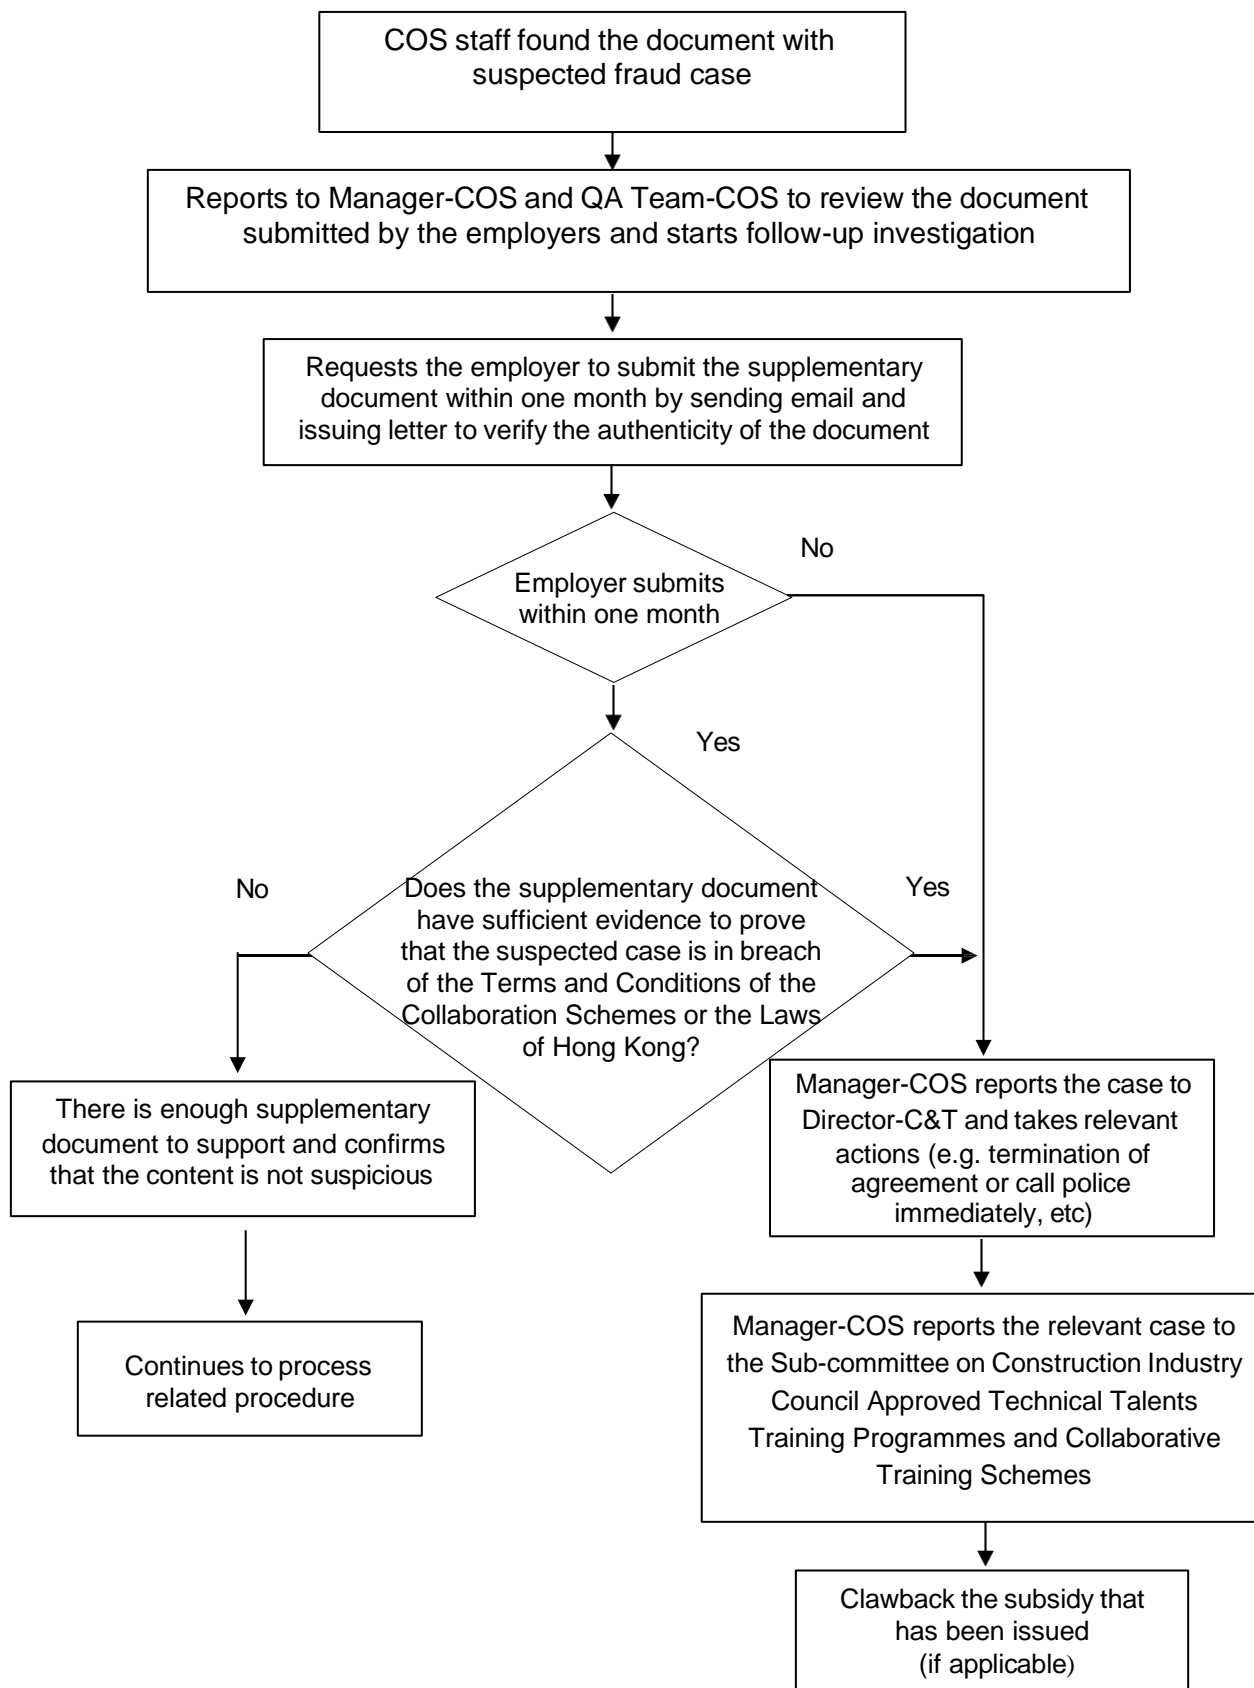 COS staff found the document with
suspected fraud case
Reports to Manager-COS and QA Team-COS to review the document
submitted by the employers and starts follow-up investigation
Requests the employer to submit the supplementary
document within one month by sending email and
issuing letter to verify the authenticity of the document
No
Employer submits
within one month
Yes
No
Yes
Does the supplementary document
have sufficient evidence to prove
that the suspected case is in breach
of the Terms and Conditions of the
Collaboration Schemes or the Laws
of Hong Kong?
There is enough supplementary
document to support and confirms
that the content is not suspicious
Continues to process
related procedure
Manager-COS reports the case to
Director-C&T and takes relevant
actions (e.g. termination of
agreement or call police
immediately, etc)
Manager-COS reports the relevant case to
the Sub-committee on Construction Industry
Council Approved Technical Talents
Training Programmes and Collaborative
Training Schemes
Clawback the subsidy that
has been issued
(if applicable)